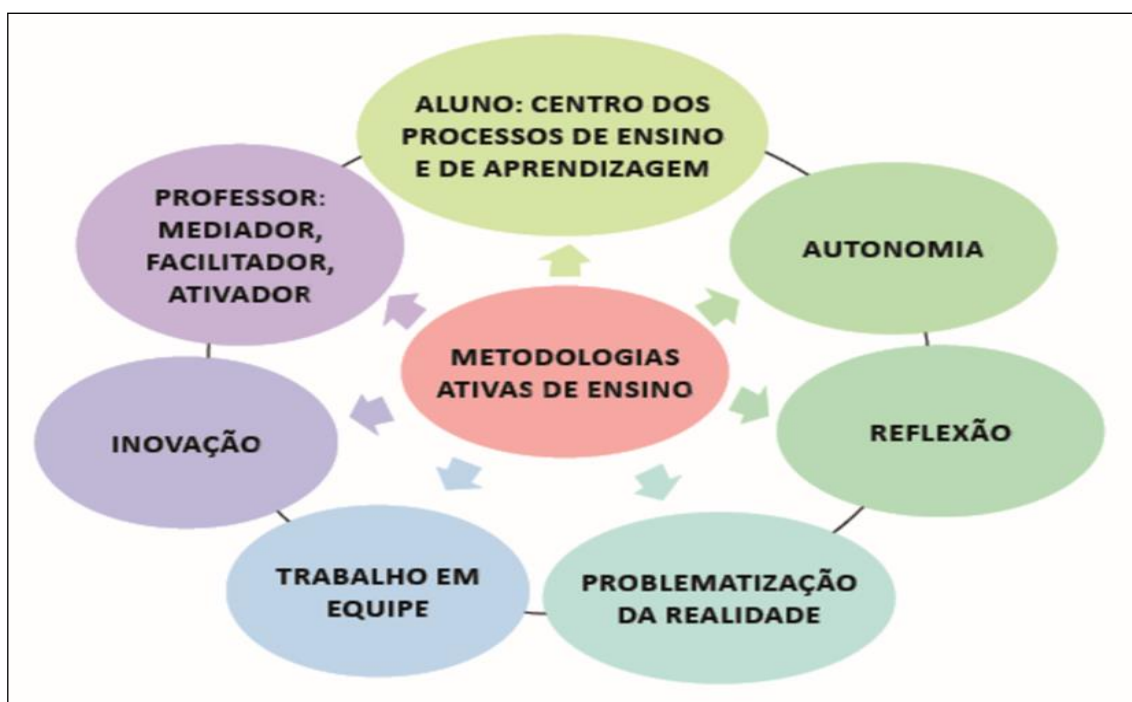 ALUNO: CENTRO DOS
PROCESSOS DE ENSINO
E DE APRENDIZAGEM
PROFESSOR:
MEDIADOR,
FACILITADOR,
ATIVADOR
AUTONOMIA
METODOLOGIAS
ATIVAS DE ENSINO
INOVAÇÃO
REFLEXÃO
TRABALHO EM
EQUIPE
PROBLEMATIZAÇÃO
DA REALIDADE